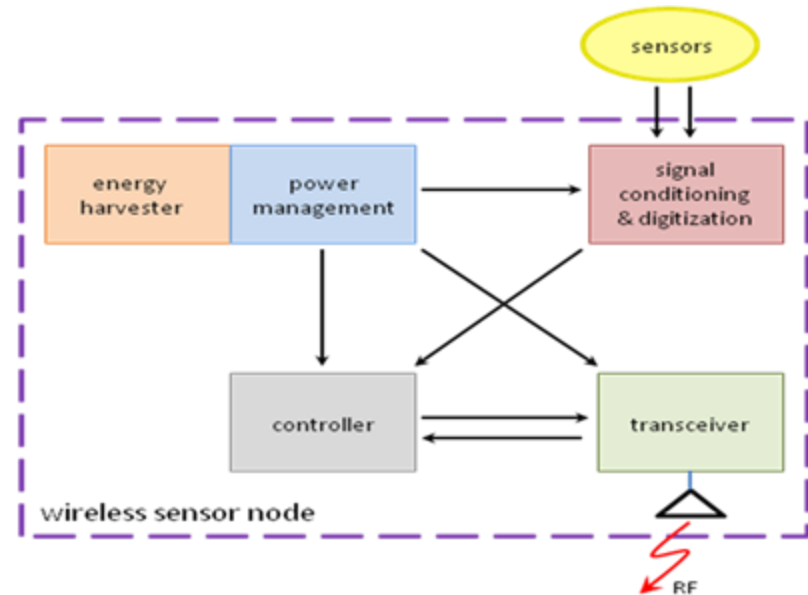 sensors
energy
harvester
power
management
signal
conditioning
& digitization
controller
transceiver
wireless sensor node
RF